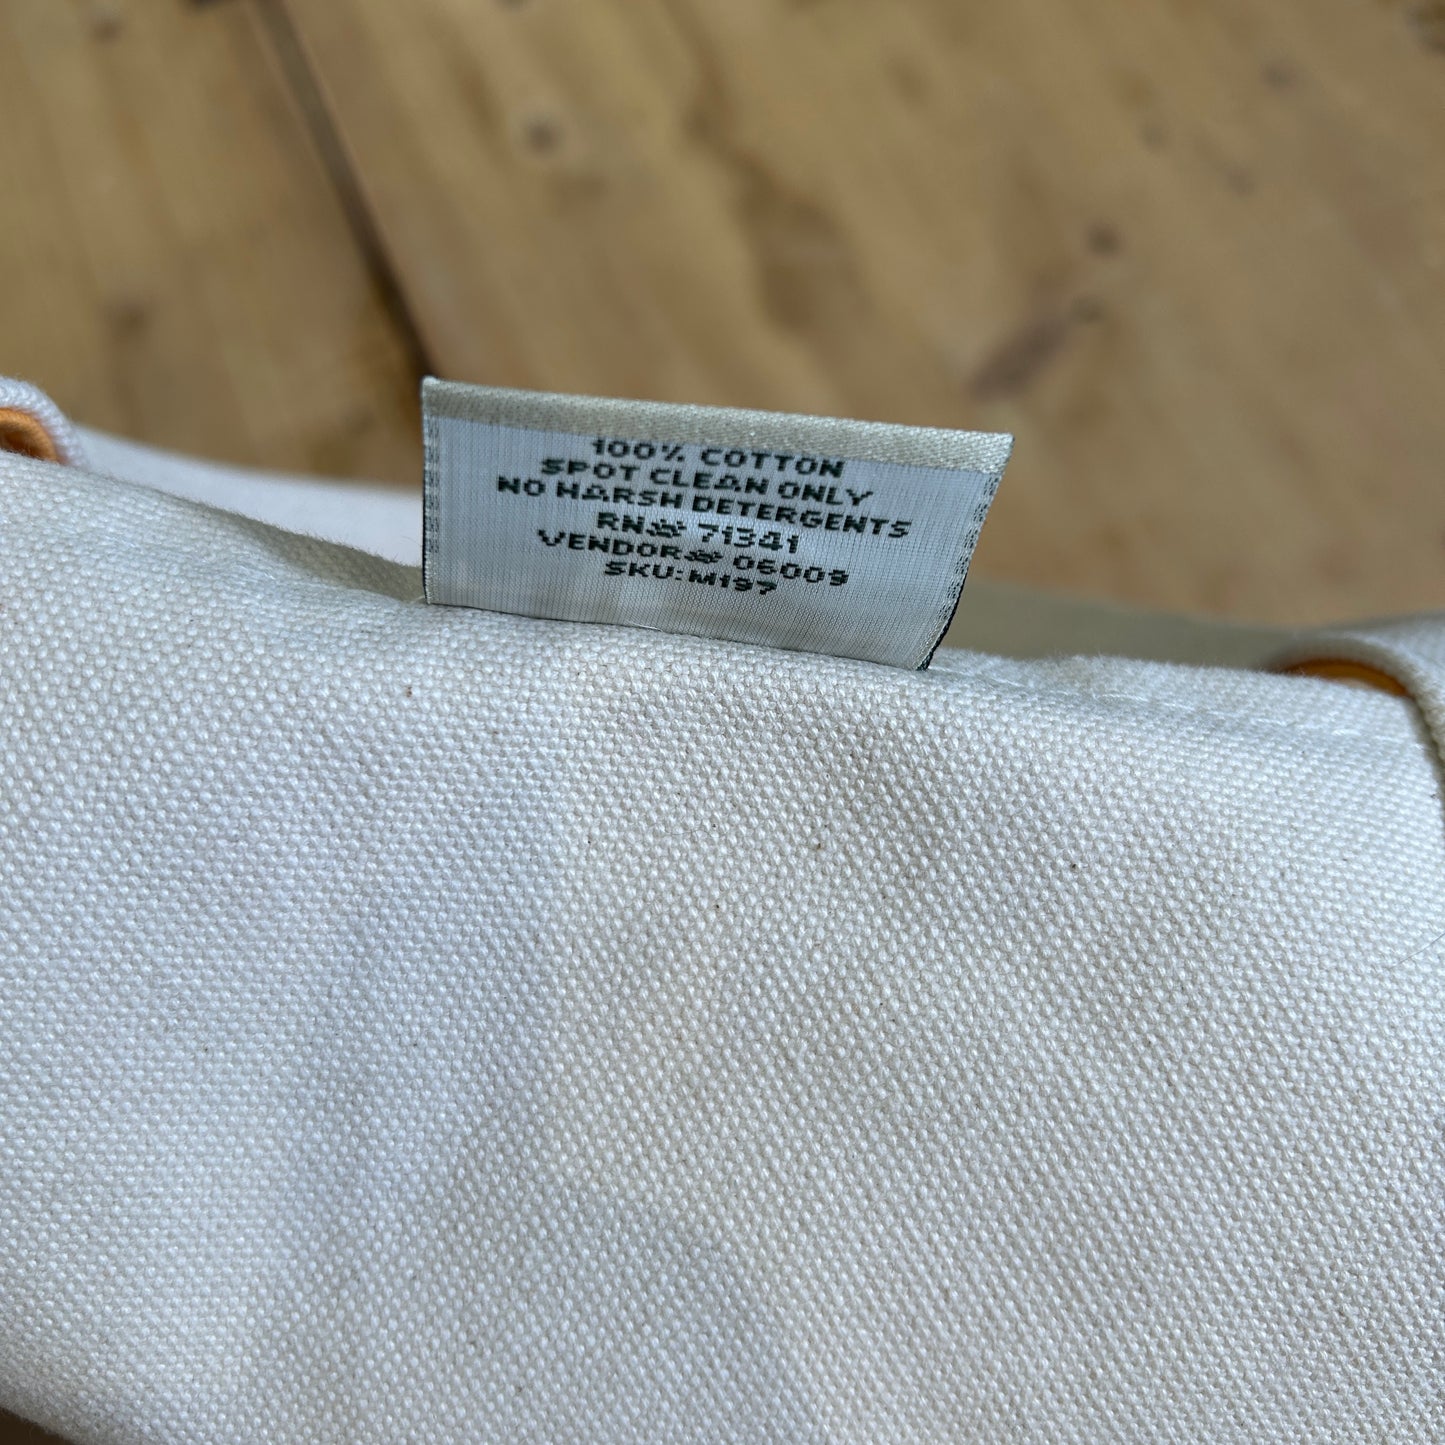 100% COTTON
SPOT CLEAN ONLY
NO HARSH DETERGENTS
RN# 71341
VENDOR# 06009
SKU: M197